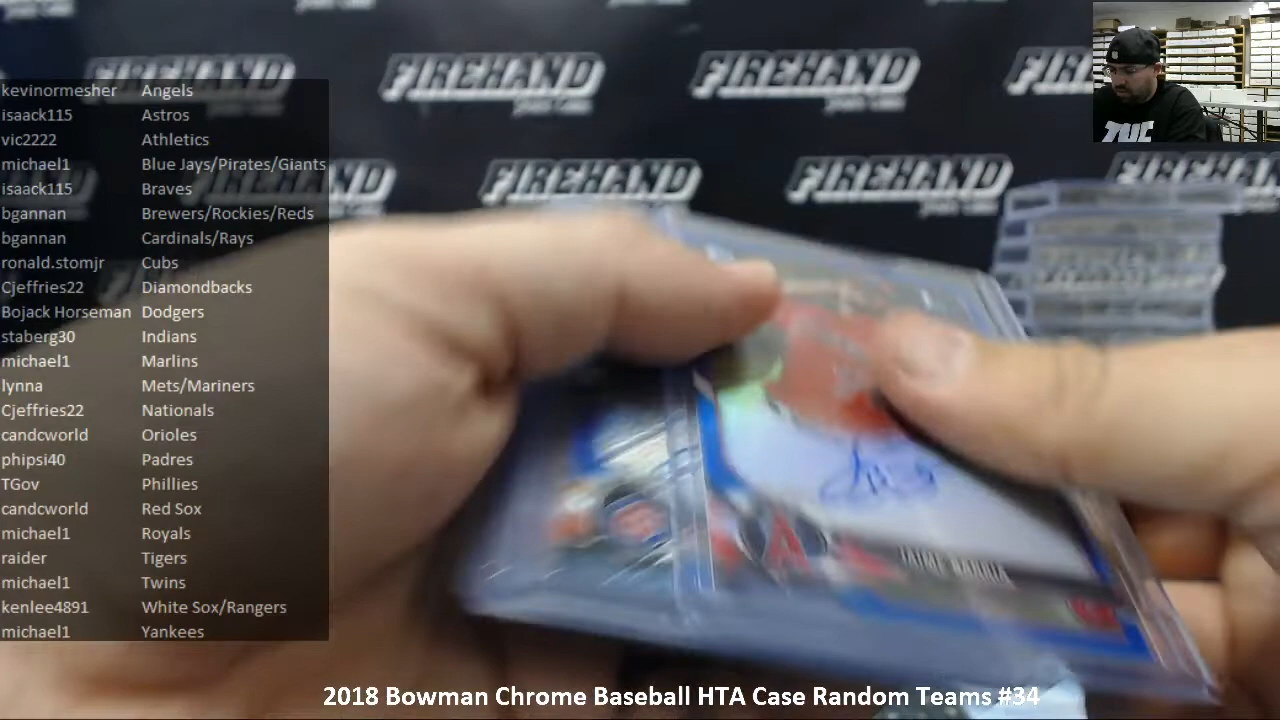 FIREHAND FIREHAND FIREHAND FIREHAND
FIREHAND FIREHAND FIREHAND FIREHAND
kevinormesher Angels
isaack115 Astros
vic2222 Athletics
michael1 Blue Jays/Pirates/Giants
isaack115 Braves
bgannan Brewers/Rockies/Reds
bgannan Cardinals/Rays
ronald.stomjr Cubs
Cjeffries22 Diamondbacks
Bojack Horseman Dodgers
staberg30 Indians
michael1 Marlins
lynna Mets/Mariners
Cjeffries22 Nationals
candcworld Orioles
phipsi40 Padres
TGov Phillies
candcworld Red Sox
michael1 Royals
raider Tigers
michael1 Twins
kenlee4891 White Sox/Rangers
michael1 Yankees
2018 Bowman Chrome Baseball HTA Case Random Teams #34